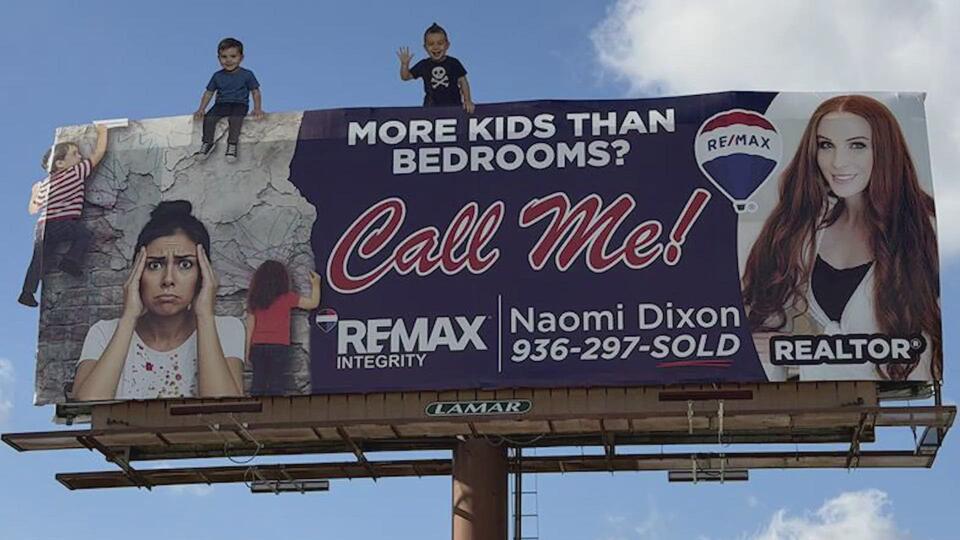 MORE KIDS THAN
BEDROOMS?
RE/MAX
Call Me!
RE/MAX
INTEGRITY
Naomi Dixon
936-297-SOLD
REALTOR®
LAMAR